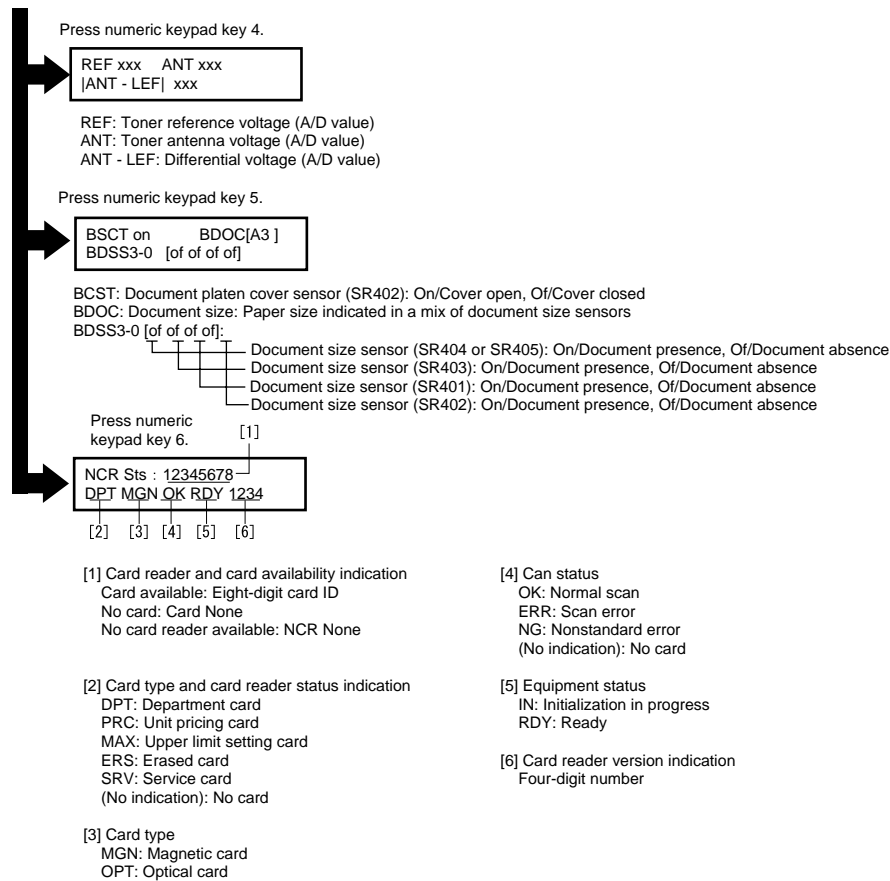 Press numeric keypad key 4.
REF xxx ANT xxx
|ANT - LEF| xxx
REF: Toner reference voltage (A/D value)
ANT: Toner antenna voltage (A/D value)
ANT - LEF: Differential voltage (A/D value)
Press numeric keypad key 5.
BSCT on BDOC[A3 ]
BDSS3-0 [of of of of]
BCST: Document platen cover sensor (SR402): On/Cover open, Of/Cover closed
BDOC: Document size: Paper size indicated in a mix of document size sensors
BDSS3-0 [of of of of]:
Document size sensor (SR404 or SR405): On/Document presence, Of/Document absence
Document size sensor (SR403): On/Document presence, Of/Document absence
Document size sensor (SR401): On/Document presence, Of/Document absence
Document size sensor (SR402): On/Document presence, Of/Document absence
Press numeric
keypad key 6.
[1]
NCR Sts : 12345678
DPT MGN OK RDY 1234
[2] [3] [4] [5] [6]
[1] Card reader and card availability indication
Card available: Eight-digit card ID
No card: Card None
No card reader available: NCR None
[2] Card type and card reader status indication
DPT: Department card
PRC: Unit pricing card
MAX: Upper limit setting card
ERS: Erased card
SRV: Service card
(No indication): No card
[3] Card type
MGN: Magnetic card
OPT: Optical card
[4] Can status
OK: Normal scan
ERR: Scan error
NG: Nonstandard error
(No indication): No card
[5] Equipment status
IN: Initialization in progress
RDY: Ready
[6] Card reader version indication
Four-digit number